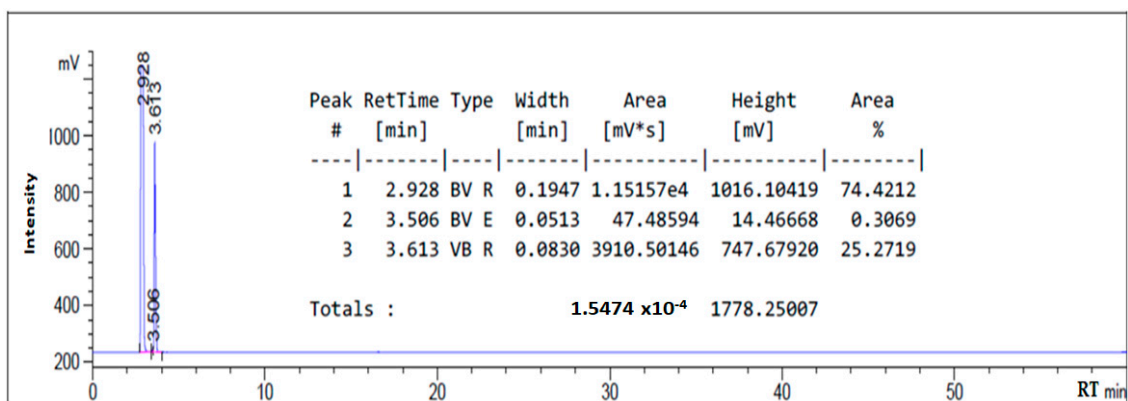 mV
2.928
3.613
3.506
1000
800
600
400
200
Intensity
0 10 20 30 40 50 RT min
Peak RetTime Type Width Area Height Area
# [min] [min] [mV*s] [mV] %
----|-------|----|-------|----------|----------|--------|
1 2.928 BV R 0.1947 1.15157e4 1016.10419 74.4212
2 3.506 BV E 0.0513 47.48594 14.46668 0.3069
3 3.613 VB R 0.0830 3910.50146 747.67920 25.2719
Totals : 1.5474 x10-4 1778.25007